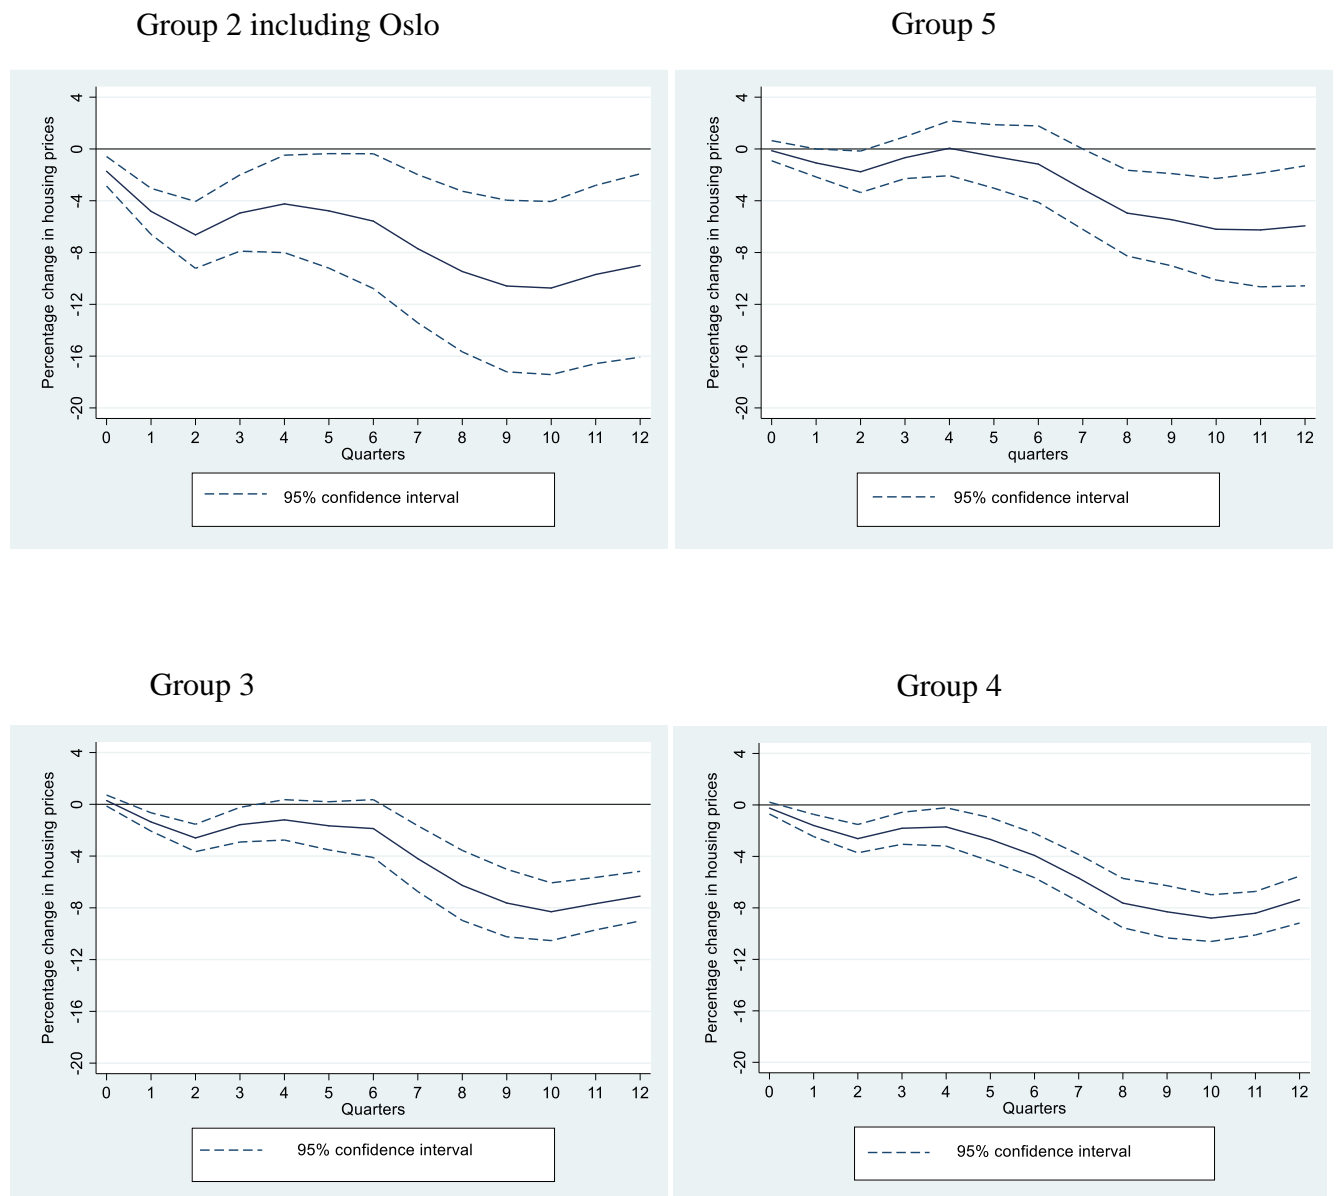 Group 2 including Oslo
Group 5
Percentage change in housing prices
4
0
-4
-8
-12
-16
-20
0 1 2 3 4 5 6 7 8 9 10 11 12
Quarters
95% confidence interval
Percentage change in housing prices
4
0
-4
-8
-12
-16
-20
0 1 2 3 4 5 6 7 8 9 10 11 12
quarters
95% confidence interval
Group 3
Group 4
Percentage change in housing prices
4
0
-4
-8
-12
-16
-20
0 1 2 3 4 5 6 7 8 9 10 11 12
Quarters
95% confidence interval
Percentage change in housing prices
4
0
-4
-8
-12
-16
-20
0 1 2 3 4 5 6 7 8 9 10 11 12
Quarters
95% confidence interval